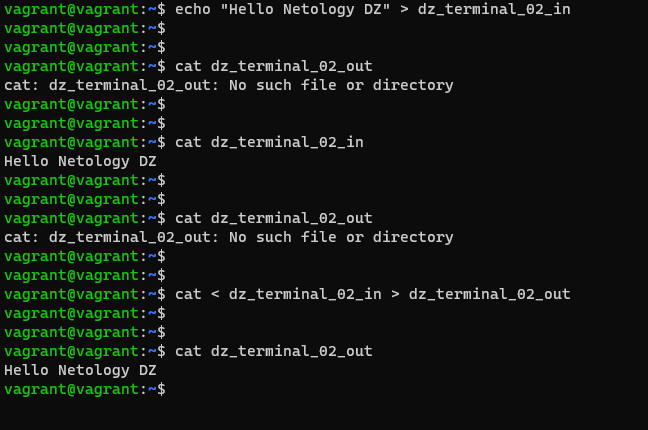 vagrant@vagrant:~$ echo "Hello Netology DZ" > dz_terminal_02_in
vagrant@vagrant:~$
vagrant@vagrant:~$
vagrant@vagrant:~$ cat dz_terminal_02_out
cat: dz_terminal_02_out: No such file or directory
vagrant@vagrant:~$
vagrant@vagrant:~$
vagrant@vagrant:~$ cat dz_terminal_02_in
Hello Netology DZ
vagrant@vagrant:~$
vagrant@vagrant:~$
vagrant@vagrant:~$ cat dz_terminal_02_out
cat: dz_terminal_02_out: No such file or directory
vagrant@vagrant:~$
vagrant@vagrant:~$
vagrant@vagrant:~$ cat < dz_terminal_02_in > dz_terminal_02_out
vagrant@vagrant:~$
vagrant@vagrant:~$
vagrant@vagrant:~$ cat dz_terminal_02_out
Hello Netology DZ
vagrant@vagrant:~$